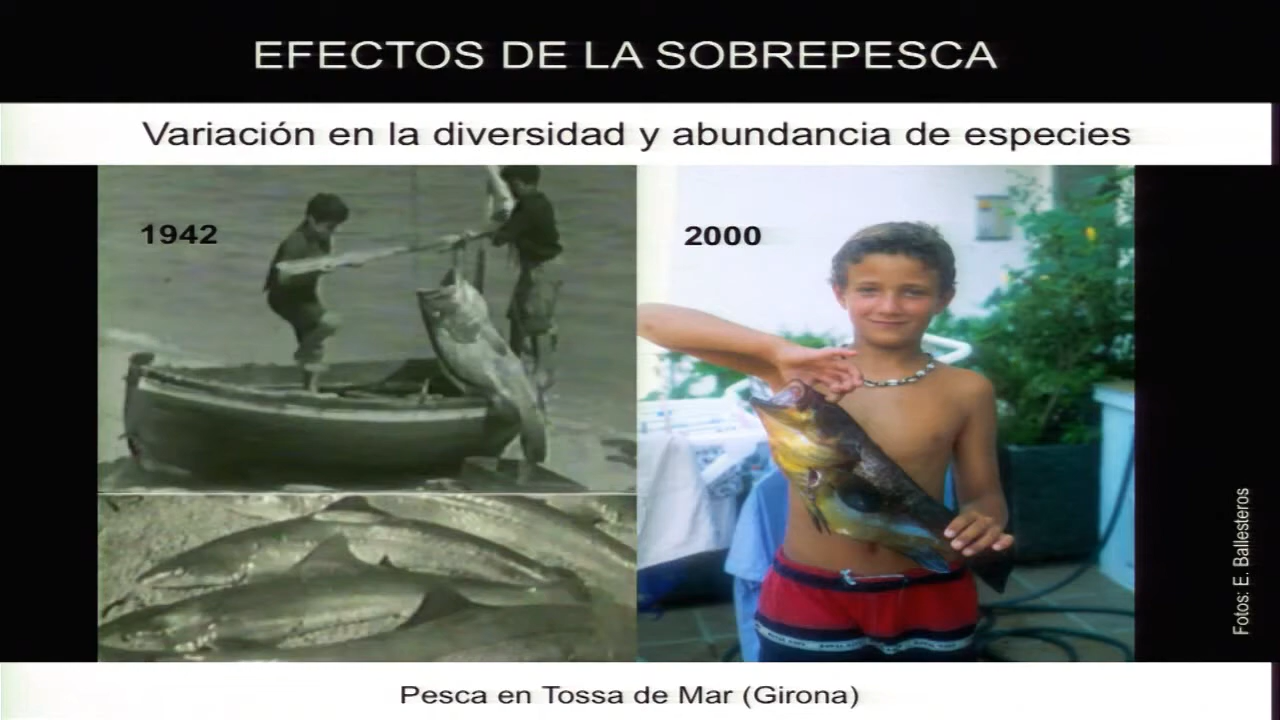 EFECTOS DE LA SOBREPESCA
Variación en la diversidad y abundancia de especies
1942
2000
Fotos: E. Ballesteros
Pesca en Tossa de Mar (Girona)